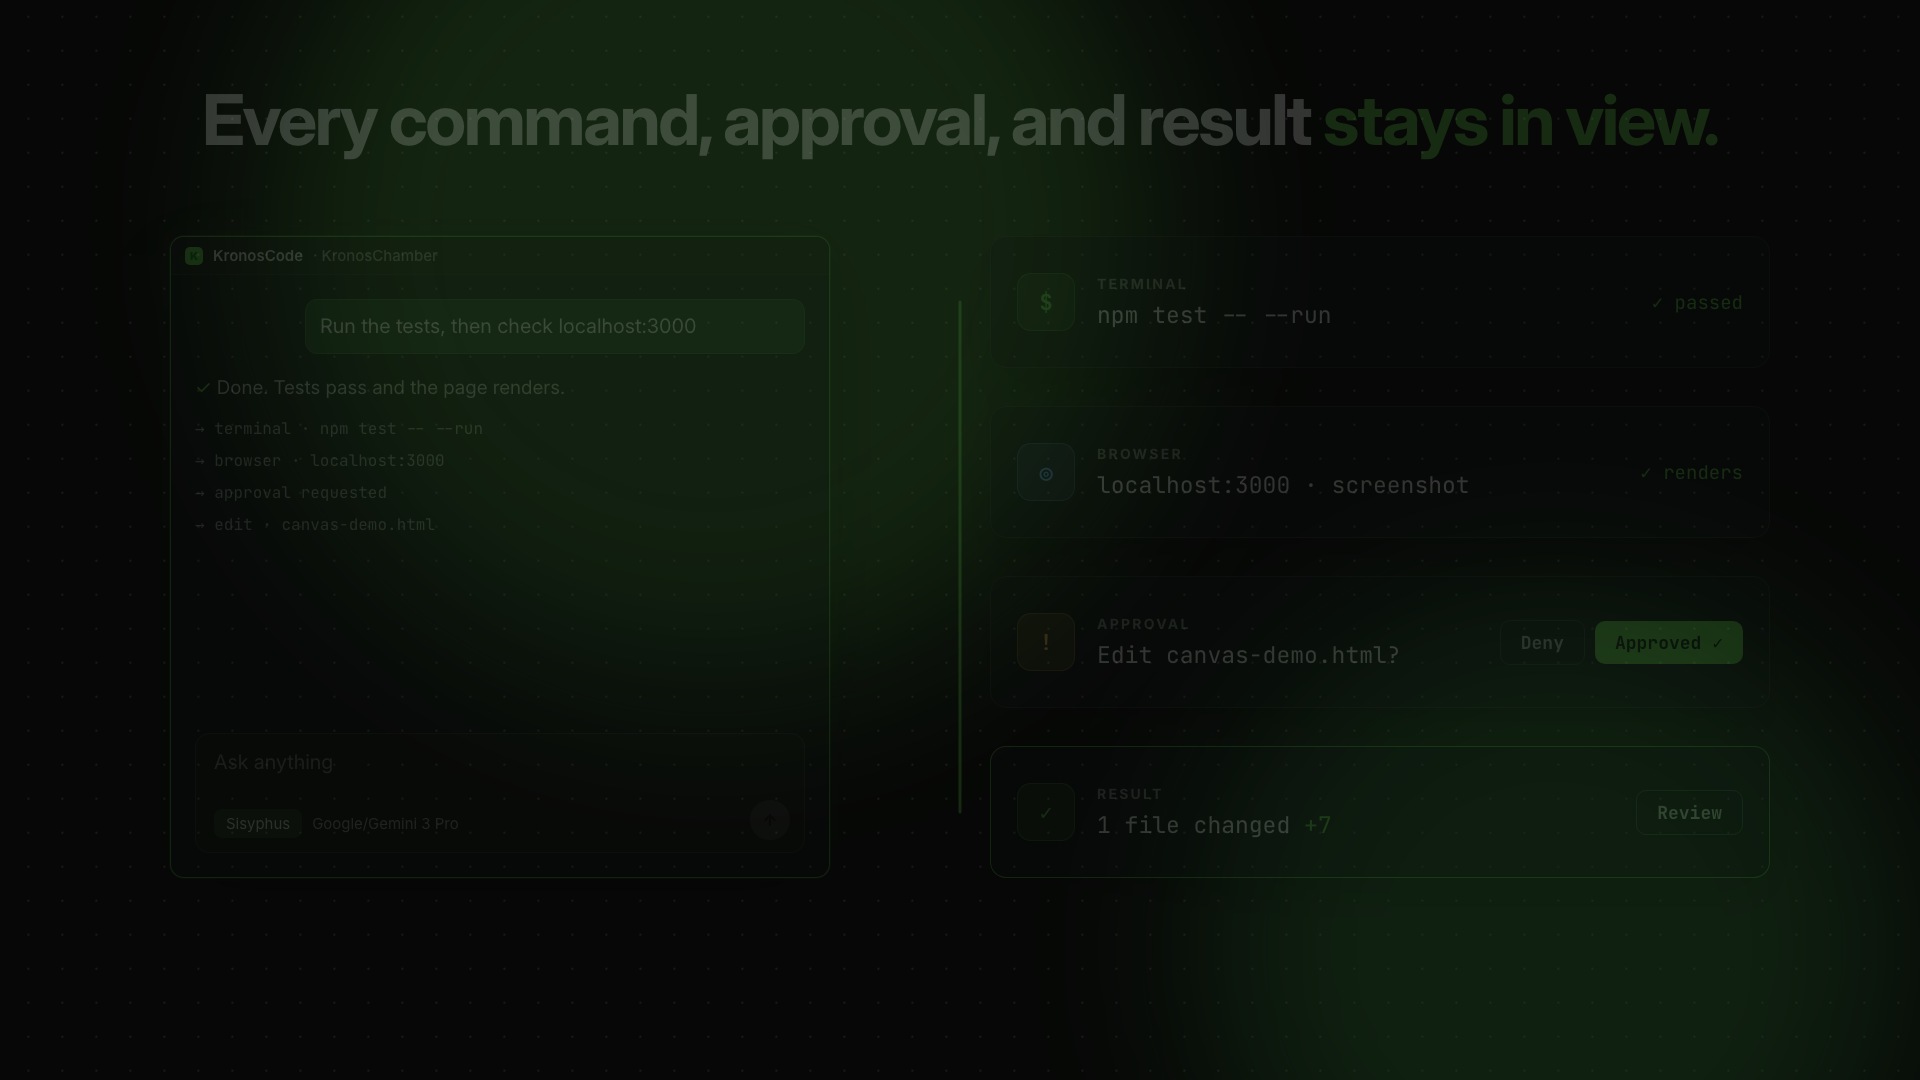 Every command, approval, and result stays in view.
K KronosCode · KronosChamber
Run the tests, then check localhost:3000
✓ Done. Tests pass and the page renders.
→ terminal · npm test -- --run
→ browser · localhost:3000
→ approval requested
→ edit · canvas-demo.html
Ask anything
Sisyphus Google/Gemini 3 Pro
$ TERMINAL
npm test -- --run
✓ passed
BROWSER
localhost:3000 · screenshot
✓ renders
! APPROVAL
Edit canvas-demo.html?
Deny Approved ✓
✓ RESULT
1 file changed +7
Review